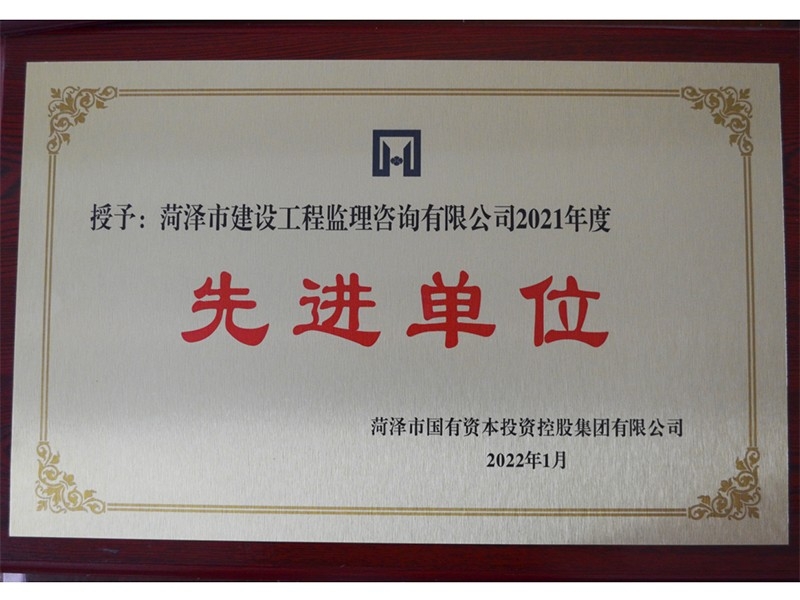 授予：菏泽市建设工程监理咨询有限公司2021年度
先进单位
菏泽市国有资本投资控股集团有限公司
2022年1月